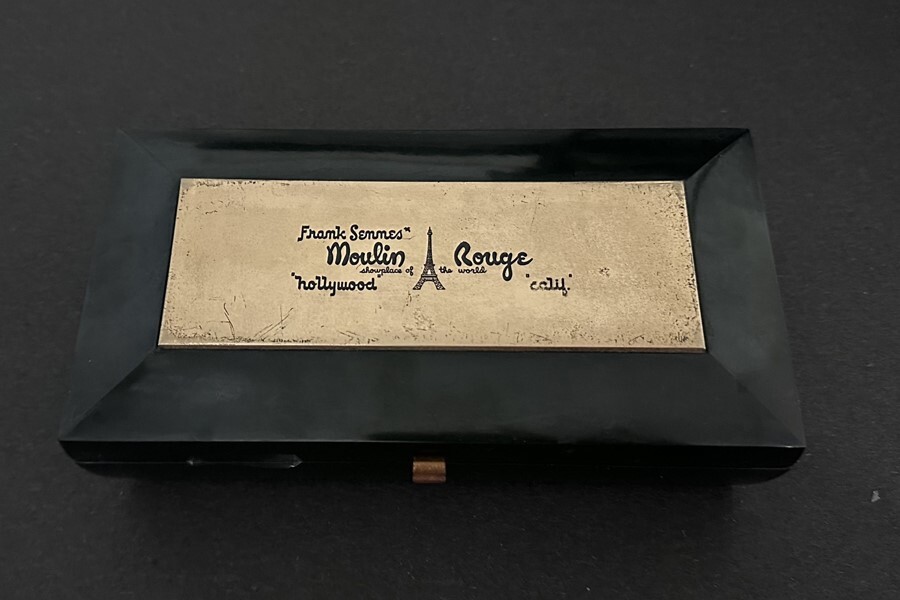 Frank Sennes'
Moulin Rouge
showplace of the world
"hollywood" "calif."